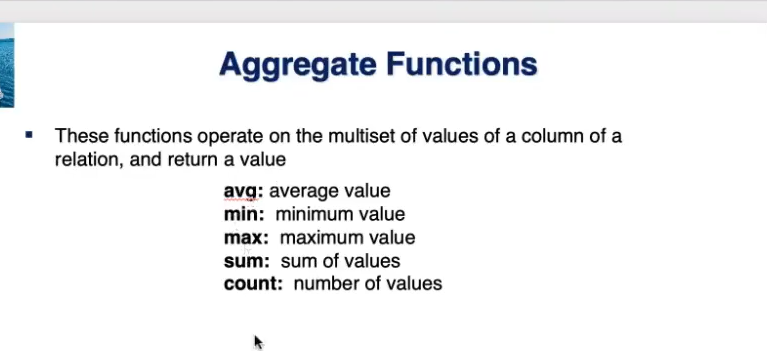 Aggregate Functions
▪ These functions operate on the multiset of values of a column of a
relation, and return a value
avg: average value
min: minimum value
max: maximum value
sum: sum of values
count: number of values